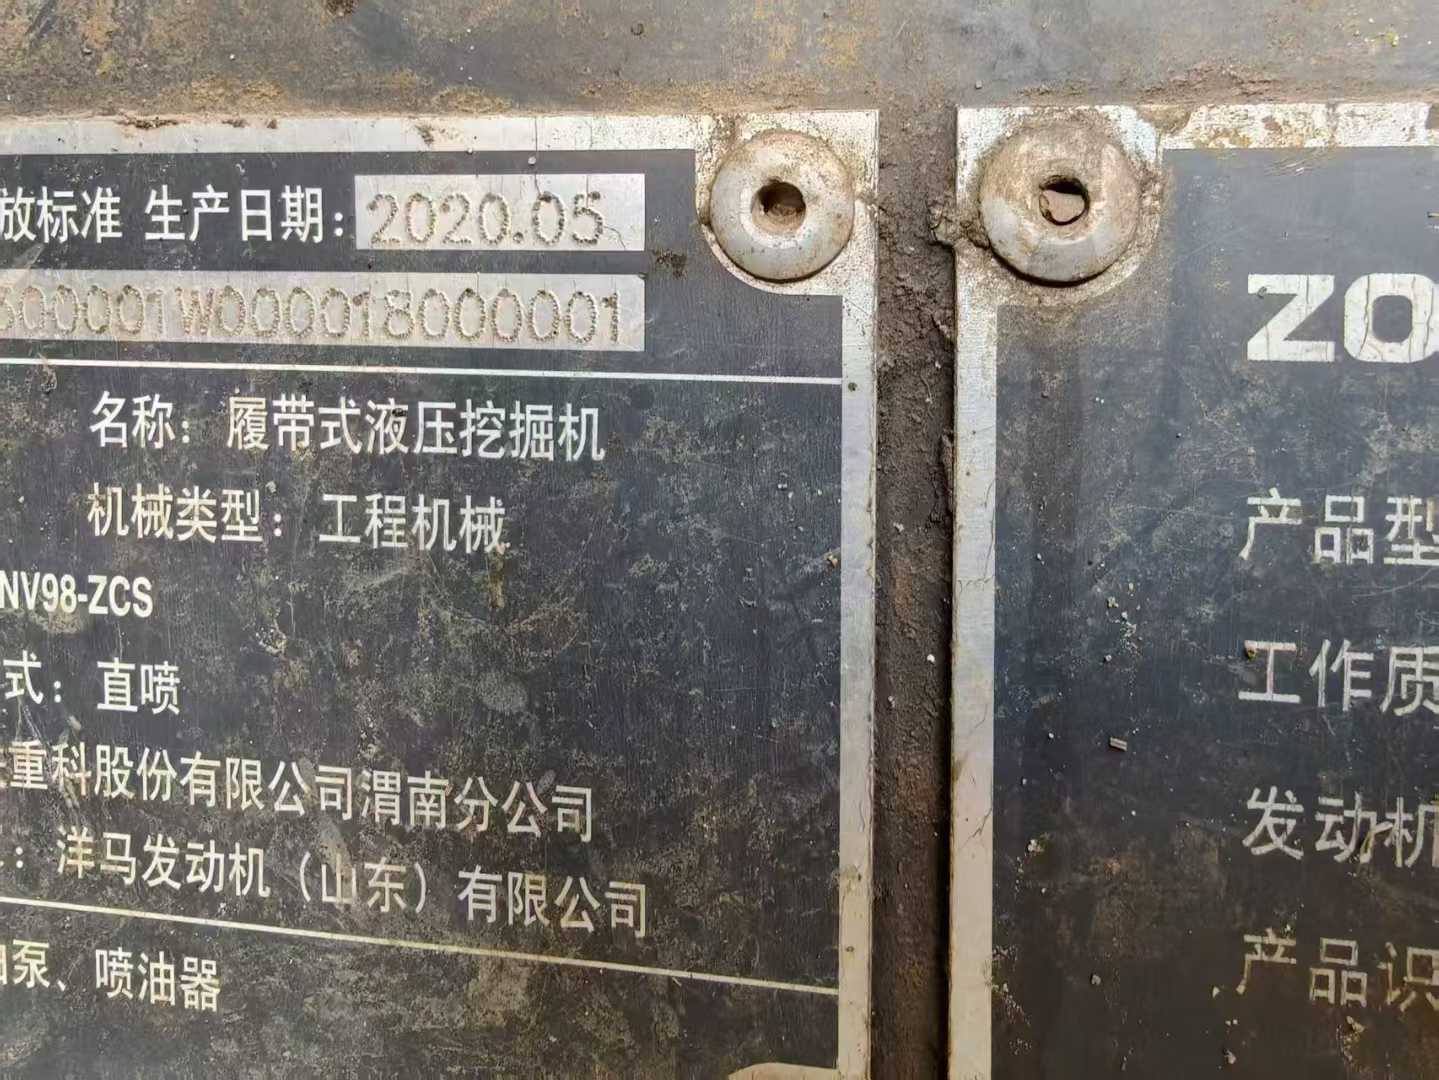 放标准 生产日期: 2020.05
600001W000018000001
名称: 履带式液压挖掘机
机械类型: 工程机械
NV98-ZCS
式: 直喷
重科股份有限公司渭南分公司
: 洋马发动机 (山东) 有限公司
油泵、喷油器
ZO
产品型
工作质
发动机
产品识